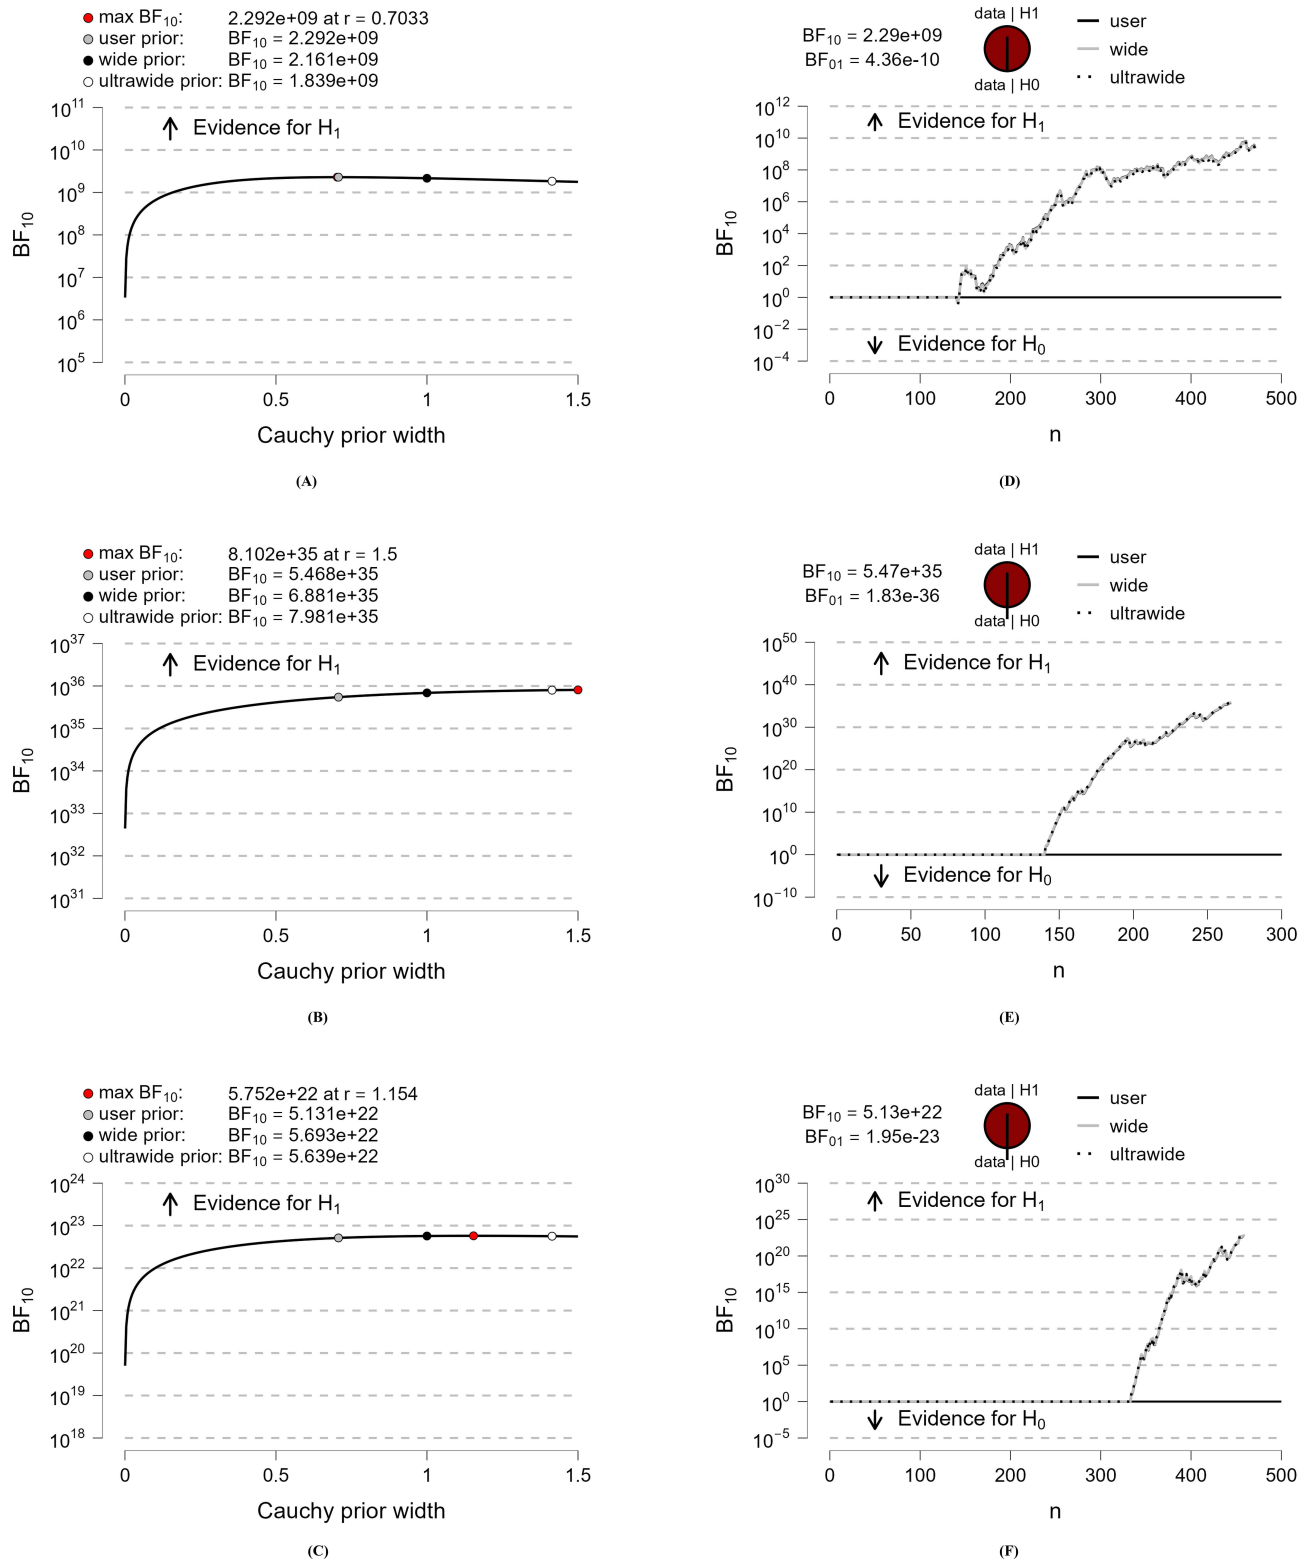 max BF10: 2.292e+09 at r = 0.7033
user prior: BF10 = 2.292e+09
wide prior: BF10 = 2.161e+09
ultrawide prior: BF10 = 1.839e+09
10^11
10^10
10^9
10^8
10^7
10^6
10^5
BF10
Evidence for H1
0 0.5 1 1.5
Cauchy prior width
(A)
BF10 = 2.29e+09
BF01 = 4.36e-10
data | H1
data | H0
user
wide
ultrawide
10^12
10^10
10^8
10^6
10^4
10^2
10^0
10^−2
10^−4
BF10
Evidence for H1
Evidence for H0
0 100 200 300 400 500
n
(D)
max BF10: 8.102e+35 at r = 1.5
user prior: BF10 = 5.468e+35
wide prior: BF10 = 6.881e+35
ultrawide prior: BF10 = 7.981e+35
10^37
10^36
10^35
10^34
10^33
10^32
10^31
BF10
Evidence for H1
0 0.5 1 1.5
Cauchy prior width
(B)
BF10 = 5.47e+35
BF01 = 1.83e-36
data | H1
data | H0
user
wide
ultrawide
10^50
10^40
10^30
10^20
10^10
10^0
10^−10
BF10
Evidence for H1
Evidence for H0
0 50 100 150 200 250 300
n
(E)
max BF10: 5.752e+22 at r = 1.154
user prior: BF10 = 5.131e+22
wide prior: BF10 = 5.693e+22
ultrawide prior: BF10 = 5.639e+22
10^24
10^23
10^22
10^21
10^20
10^19
10^18
BF10
Evidence for H1
0 0.5 1 1.5
Cauchy prior width
(C)
BF10 = 5.13e+22
BF01 = 1.95e-23
data | H1
data | H0
user
wide
ultrawide
10^30
10^25
10^20
10^15
10^10
10^5
10^0
10^−5
BF10
Evidence for H1
Evidence for H0
0 100 200 300 400 500
n
(F)